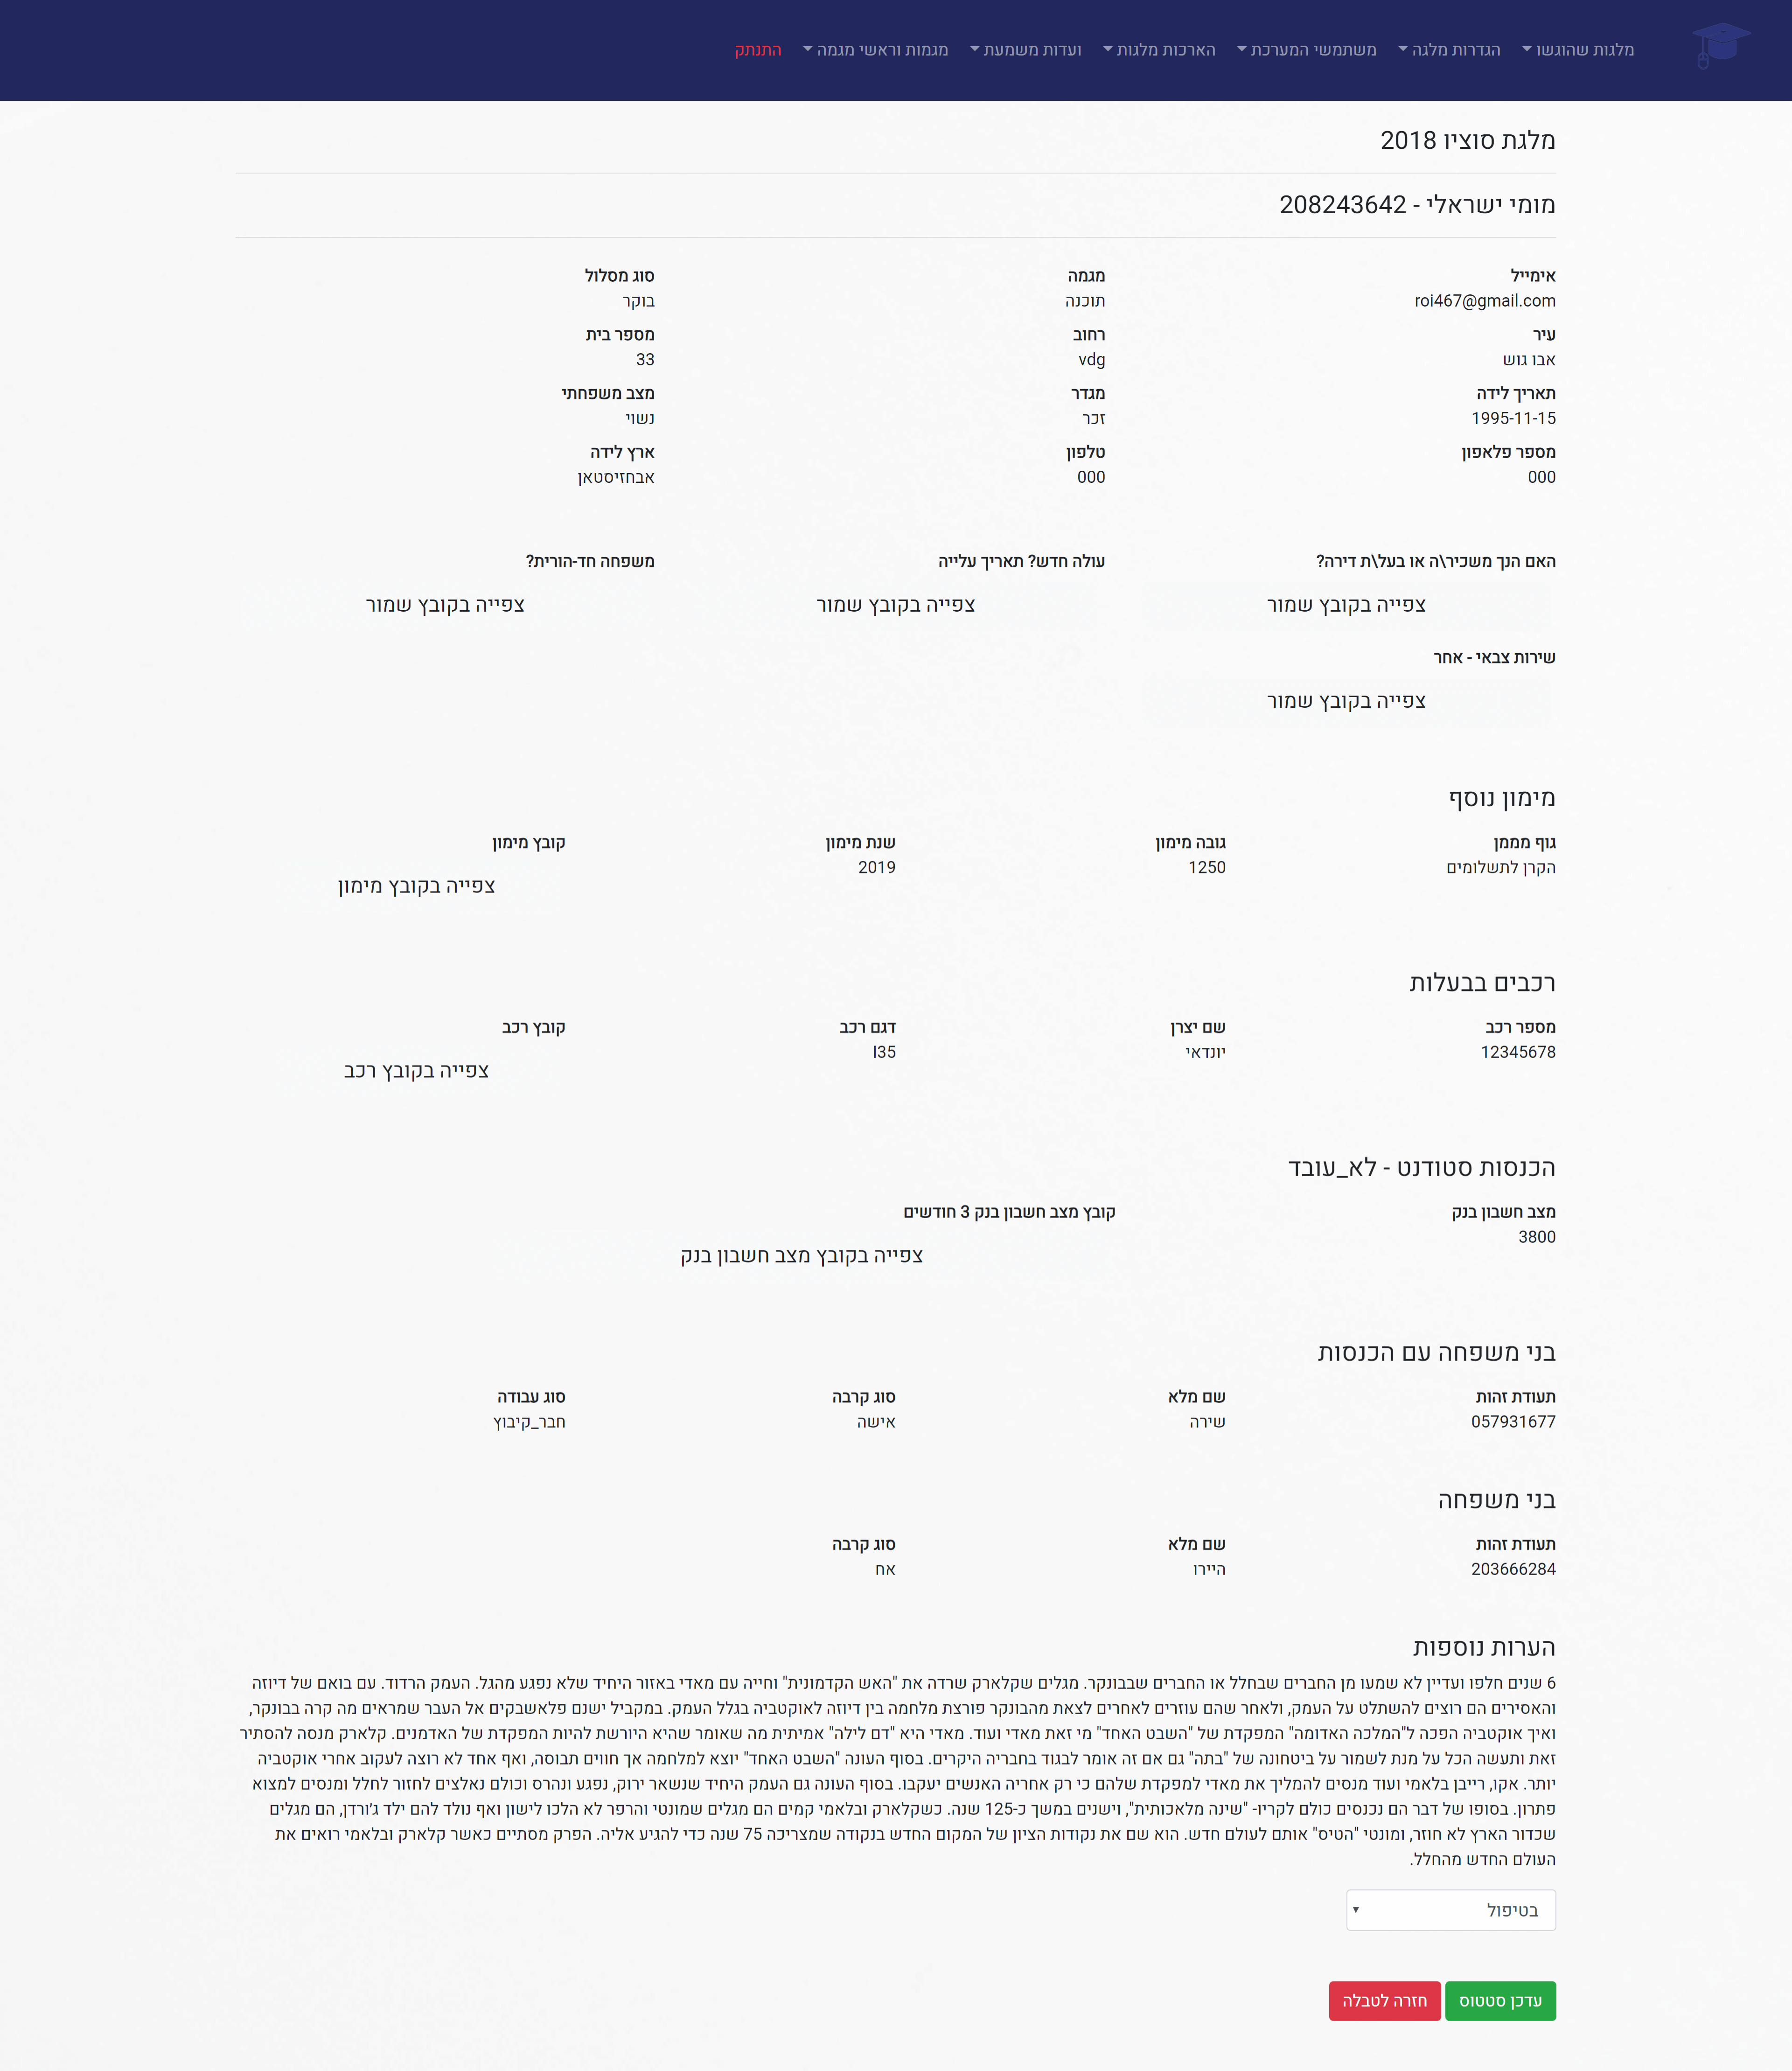 מלגות שהוגשו הגדרות מלגה משתמשי המערכת הארכות מלגות ועדות משמעת מגמות וראשי מגמה התנתק
מלגת סוציו 2018
מומי ישראלי - 208243642
אימייל מגמה סוג מסלול
roi467@gmail.com תוכנה בוקר
עיר רחוב מספר בית
אבו גוש vdg 33
תאריך לידה מגדר מצב משפחתי
1995-11-15 זכר נשוי
מספר פלאפון טלפון ארץ לידה
000 000 אבחזיסטאן
האם הנך משכיר\ה או בעל\ת דירה? עולה חדש? תאריך עלייה משפחה חד-הורית?
צפייה בקובץ שמור צפייה בקובץ שמור צפייה בקובץ שמור
שירות צבאי - אחר
צפייה בקובץ שמור
מימון נוסף
גוף מממן גובה מימון שנת מימון קובץ מימון
הקרן לתשלומים 1250 2019
צפייה בקובץ מימון
רכבים בבעלות
מספר רכב שם יצרן דגם רכב קובץ רכב
12345678 יונדאי I35
צפייה בקובץ רכב
הכנסות סטודנט - לא_עובד
מצב חשבון בנק קובץ מצב חשבון בנק 3 חודשים
3800
צפייה בקובץ מצב חשבון בנק
בני משפחה עם הכנסות
תעודת זהות שם מלא סוג קרבה סוג עבודה
057931677 שירה אישה חבר_קיבוץ
בני משפחה
תעודת זהות שם מלא סוג קרבה
203666284 היירו אח
הערות נוספות
6 שנים חלפו ועדיין לא שמעו מן החברים שבחלל או החברים שבבונקר. מגלים שקלארק שרדה את "האש הקדמונית" וחייה עם מאדי באזור היחיד שלא נפגע מהגל. העמק הרדוד. עם בואם של דיוזה
והאסירים הם רוצים להשתלט על העמק, ולאחר שהם עוזרים לאחרים לצאת מהבונקר פורצת מלחמה בין דיוזה לאוקטביה בגלל העמק. במקביל ישנם פלאשבקים אל העבר שמראים מה קרה בבונקר,
ואיך אוקטביה הפכה ל"המלכה האדומה" המפקדת של "השבט האחד" מי זאת מאדי ועוד. מאדי היא "דם לילה" אמיתית מה שאומר שהיא היורשת להיות המפקדת של האדמנים. קלארק מנסה להסתיר
זאת ותעשה הכל על מנת לשמור על ביטחונה של "בתה" גם אם זה אומר לבגוד בחבריה היקרים. בסוף העונה "השבט האחד" יוצא למלחמה אך חווים תבוסה, ואף אחד לא רוצה לעקוב אחרי אוקטביה
יותר. אקו, רייבן בלאמי ועוד מנסים להמליך את מאדי למפקדת שלהם כי רק אחריה האנשים יעקבו. בסוף העונה גם העמק היחיד שנשאר ירוק, נפגע ונהרס וכולם נאלצים לחזור לחלל ומנסים למצוא
פתרון. בסופו של דבר הם נכנסים כולם לקריו- "שינה מלאכותית", וישנים במשך כ-125 שנה. כשקלארק ובלאמי קמים הם מגלים שמונטי והרפר לא הלכו לישון ואף נולד להם ילד ג'ורדן, הם מגלים
שכדור הארץ לא חוזר, ומונטי "הטיס" אותם לעולם חדש. הוא שם את נקודות הציון של המקום החדש בנקודה שמצריכה 75 שנה כדי להגיע אליה. הפרק מסתיים כאשר קלארק ובלאמי רואים את
העולם החדש מהחלל.
בטיפול
עדכן סטטוס חזרה לטבלה